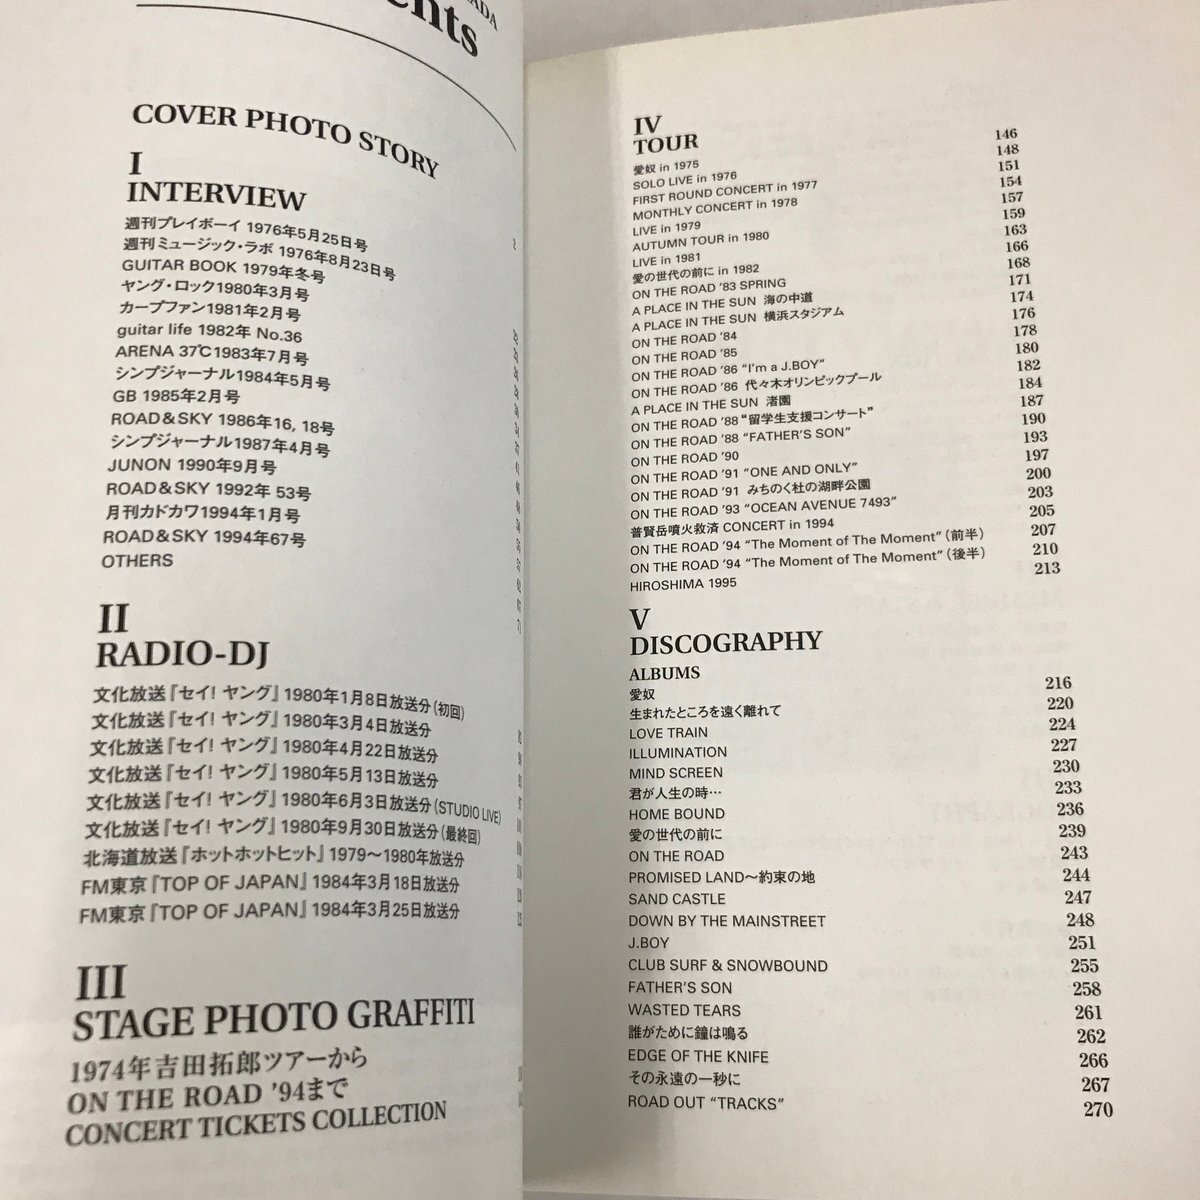 ADA
ents
COVER PHOTO STORY
I
INTERVIEW
週刊プレイボーイ 1976年5月25日号
週刊ミュージック・ラボ 1976年8月23日号
GUITAR BOOK 1979年冬号
ヤング・ロック1980年3月号
カープファン1981年2月号
guitar life 1982年 No.36
ARENA 37℃1983年7月号
シンプジャーナル1984年5月号
GB 1985年2月号
ROAD&SKY 1986年16, 18号
シンプジャーナル1987年4月号
JUNON 1990年9月号
ROAD&SKY 1992年 53号
月刊カドカワ1994年1月号
ROAD&SKY 1994年67号
OTHERS
II
RADIO-DJ
文化放送『セイ! ヤング』1980年1月8日放送分(初回)
文化放送『セイ! ヤング』1980年3月4日放送分
文化放送『セイ! ヤング』1980年4月22日放送分
文化放送『セイ! ヤング』1980年5月13日放送分
文化放送『セイ! ヤング』1980年6月3日放送分(STUDIO LIVE)
文化放送『セイ! ヤング』1980年9月30日放送分(最終回)
北海道放送『ホットホットヒット』1979〜1980年放送分
FM東京『TOP OF JAPAN』1984年3月18日放送分
FM東京『TOP OF JAPAN』1984年3月25日放送分
III
STAGE PHOTO GRAFFITI
1974年吉田拓郎ツアーから
ON THE ROAD '94まで
CONCERT TICKETS COLLECTION
IV
TOUR
愛奴 in 1975 146
SOLO LIVE in 1976 148
FIRST ROUND CONCERT in 1977 151
MONTHLY CONCERT in 1978 154
LIVE in 1979 157
AUTUMN TOUR in 1980 159
LIVE in 1981 163
愛の世代の前に in 1982 166
ON THE ROAD '83 SPRING 168
A PLACE IN THE SUN 海の中道 171
A PLACE IN THE SUN 横浜スタジアム 174
ON THE ROAD '84 176
ON THE ROAD '85 178
ON THE ROAD '86 “I'm a J.BOY” 180
ON THE ROAD '86 代々木オリンピックプール 182
A PLACE IN THE SUN 渚園 184
ON THE ROAD '88 “留学生支援コンサート” 187
ON THE ROAD '88 “FATHER'S SON” 190
ON THE ROAD '90 193
ON THE ROAD '91 “ONE AND ONLY” 197
ON THE ROAD '91 みちのく杜の湖畔公園 200
ON THE ROAD '93 “OCEAN AVENUE 7493” 203
普賢岳噴火救済 CONCERT in 1994 205
ON THE ROAD '94 “The Moment of The Moment”(前半) 207
ON THE ROAD '94 “The Moment of The Moment”(後半) 210
HIROSHIMA 1995 213
V
DISCOGRAPHY
ALBUMS
愛奴 216
生まれたところを遠く離れて 220
LOVE TRAIN 224
ILLUMINATION 227
MIND SCREEN 230
君が人生の時… 233
HOME BOUND 236
愛の世代の前に 239
ON THE ROAD 243
PROMISED LAND〜約束の地 244
SAND CASTLE 247
DOWN BY THE MAINSTREET 248
J.BOY 251
CLUB SURF & SNOWBOUND 255
FATHER'S SON 258
WASTED TEARS 261
誰がために鐘は鳴る 262
EDGE OF THE KNIFE 266
その永遠の一秒に 267
ROAD OUT “TRACKS” 270